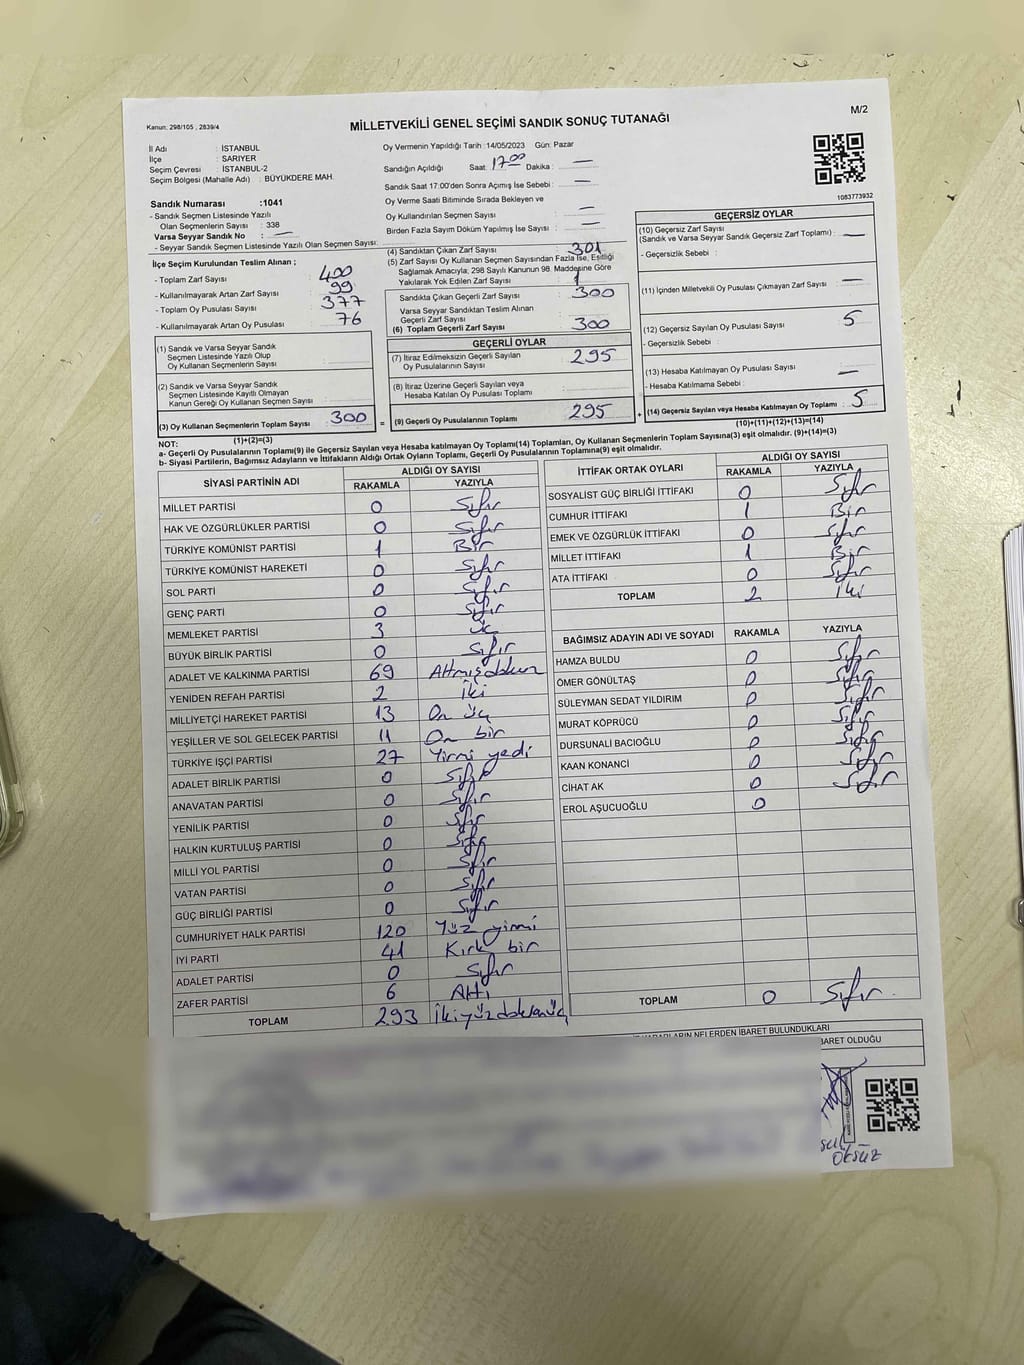 Kanun: 298/105 , 2839/4
MİLLETVEKİLİ GENEL SEÇİMİ SANDIK SONUÇ TUTANAĞI
M/2
İl Adı : İSTANBUL
İlçe : SARIYER
Seçim Çevresi : İSTANBUL-2
Seçim Bölgesi (Mahalle Adı) : BÜYÜKDERE MAH.
Sandık Numarası :1041
- Sandık Seçmen Listesinde Yazılı
Olan Seçmenlerin Sayısı : 338
Varsa Seyyar Sandık No : —
- Seyyar Sandık Seçmen Listesinde Yazılı Olan Seçmen Sayısı:
Oy Vermenin Yapıldığı Tarih :14/05/2023 Gün: Pazar
Sandığın Açıldığı Saat: 17:00 Dakika : —
Sandık Saat 17:00'den Sonra Açımış İse Sebebi : —
Oy Verme Saati Bitiminde Sırada Bekleyen ve
Oy Kullandırılan Seçmen Sayısı —
Birden Fazla Sayım Döküm Yapılmış İse Sayısı : —
1083773932
İlçe Seçim Kurulundan Teslim Alınan ;
- Toplam Zarf Sayısı : 400
- Kullanılmayarak Artan Zarf Sayısı : 99
- Toplam Oy Pusulası Sayısı : 377
- Kullanılmayarak Artan Oy Pusulası : 76
(1) Sandık ve Varsa Seyyar Sandık
Seçmen Listesinde Yazılı Olup
Oy Kullanan Seçmenlerin Sayısı :
(2) Sandık ve Varsa Seyyar Sandık
Seçmen Listesinde Kayıtlı Olmayan
Kanun Gereği Oy Kullanan Seçmen Sayısı :
(3) Oy Kullanan Seçmenlerin Toplam Sayısı : 300
(1)+(2)=(3)
(4) Sandıktan Çıkan Zarf Sayısı : 301
(5) Zarf Sayısı Oy Kullanan Seçmen Sayısından Fazla İse, Eşitliği
Sağlamak Amacıyla, 298 Sayılı Kanunun 98. Maddesine Göre
Yakılarak Yok Edilen Zarf Sayısı : 1
Sandıkta Çıkan Geçerli Zarf Sayısı : 300
Varsa Seyyar Sandıktan Teslim Alınan
Geçerli Zarf Sayısı :
(6) Toplam Geçerli Zarf Sayısı : 300
GEÇERLİ OYLAR
(7) İtiraz Edilmeksizin Geçerli Sayılan
Oy Pusulalarının Sayısı : 295
(8) İtiraz Üzerine Geçerli Sayılan veya
Hesaba Katılan Oy Pusulası Toplamı :
= (9) Geçerli Oy Pusulalarının Toplamı : 295
GEÇERSİZ OYLAR
(10) Geçersiz Zarf Sayısı
(Sandık ve Varsa Seyyar Sandık Geçersiz Zarf Toplamı) : —
- Geçersizlik Sebebi :
(11) İçinden Milletvekili Oy Pusulası Çıkmayan Zarf Sayısı : —
(12) Geçersiz Sayılan Oy Pusulası Sayısı : 5
- Geçersizlik Sebebi :
(13) Hesaba Katılmayan Oy Pusulası Sayısı : —
- Hesaba Katılmama Sebebi :
+ (14) Geçersiz Sayılan veya Hesaba Katılmayan Oy Toplamı : 5
(10)+(11)+(12)+(13)=(14)
NOT:
a- Geçerli Oy Pusulalarının Toplamı(9) ile Geçersiz Sayılan veya Hesaba katılmayan Oy Toplamı(14) Toplamları, Oy Kullanan Seçmenlerin Toplam Sayısına(3) eşit olmalıdır. (9)+(14)=(3)
b- Siyasi Partilerin, Bağımsız Adayların ve İttifakların Aldığı Ortak Oyların Toplamı, Geçerli Oy Pusulalarının Toplamına(9) eşit olmalıdır.
SİYASİ PARTİNİN ADI ALDIĞI OY SAYISI
RAKAMLA YAZIYLA
MİLLET PARTİSİ 0 Sıfır
HAK VE ÖZGÜRLÜKLER PARTİSİ 0 Sıfır
TÜRKİYE KOMÜNİST PARTİSİ 1 Bir
TÜRKİYE KOMÜNİST HAREKETİ 0 Sıfır
SOL PARTİ 0 Sıfır
GENÇ PARTİ 0 Sıfır
MEMLEKET PARTİSİ 3 Üç
BÜYÜK BİRLİK PARTİSİ 0 Sıfır
ADALET VE KALKINMA PARTİSİ 69 Altmışdokuz
YENİDEN REFAH PARTİSİ 2 İki
MİLLİYETÇİ HAREKET PARTİSİ 13 On üç
YEŞİLLER VE SOL GELECEK PARTİSİ 11 On bir
TÜRKİYE İŞÇİ PARTİSİ 27 Yirmi yedi
ADALET BİRLİK PARTİSİ 0 Sıfır
ANAVATAN PARTİSİ 0 Sıfır
YENİLİK PARTİSİ 0 Sıfır
HALKIN KURTULUŞ PARTİSİ 0 Sıfır
MİLLİ YOL PARTİSİ 0 Sıfır
VATAN PARTİSİ 0 Sıfır
GÜÇ BİRLİĞİ PARTİSİ 0 Sıfır
CUMHURİYET HALK PARTİSİ 120 Yüz yirmi
İYİ PARTİ 41 Kırk bir
ADALET PARTİSİ 0 Sıfır
ZAFER PARTİSİ 6 Altı
TOPLAM 293 İkiyüzdoksanüç
İTTİFAK ORTAK OYLARI ALDIĞI OY SAYISI
RAKAMLA YAZIYLA
SOSYALİST GÜÇ BİRLİĞİ İTTİFAKI 0 Sıfır
CUMHUR İTTİFAKI 1 Bir
EMEK VE ÖZGÜRLÜK İTTİFAKI 0 Sıfır
MİLLET İTTİFAKI 1 Bir
ATA İTTİFAKI 0 Sıfır
TOPLAM 2 İki
BAĞIMSIZ ADAYIN ADI VE SOYADI RAKAMLA YAZIYLA
HAMZA BULDU 0 Sıfır
ÖMER GÖNÜLTAŞ 0 Sıfır
SÜLEYMAN SEDAT YILDIRIM 0 Sıfır
MURAT KÖPRÜCÜ 0 Sıfır
DURSUNALİ BACIOĞLU 0 Sıfır
KAAN KONANCİ 0 Sıfır
CİHAT AK 0 Sıfır
EROL AŞUCUOĞLU 0
TOPLAM 0 Sıfır
NELERDEN İBARET BULUNDUKLARI
BARET OLDUĞU
ÖKSÜZ